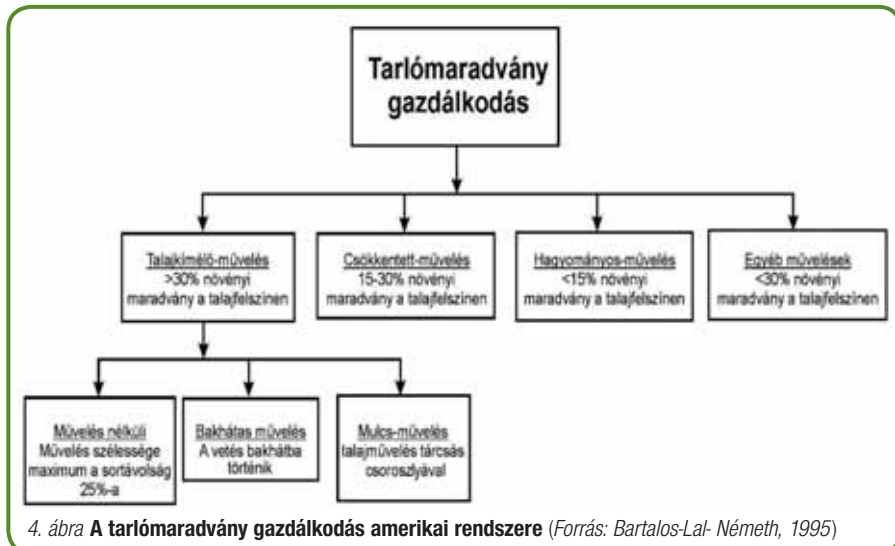 Tarlómaradvány
gazdálkodás
Talajkímélő-művelés
>30% növényi
maradvány a talajfelszínen
Csökkentett-művelés
15-30% növényi
maradvány a talajfelszínen
Hagyományos-művelés
<15% növényi
maradvány a talajfelszínen
Egyéb művelések
<30% növényi
maradvány a talajfelszínen
Művelés nélküli
Művelés szélessége
maximum a sortávolság
25%-a
Bakhátas művelés
A vetés bakhátba
történik
Mulcs-művelés
talajművelés tárcsás
csoroszlyával
4. ábra A tarlómaradvány gazdálkodás amerikai rendszere (Forrás: Bartalos-Lal- Németh, 1995)